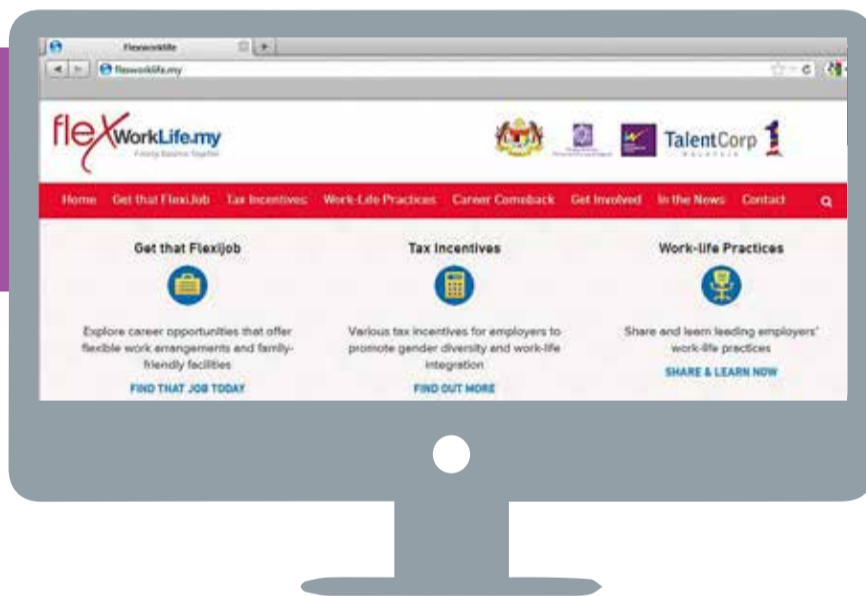 Flexworklife
flexworklife.my
flexWorkLife.my
TalentCorp
MALAYSIA
1
Home Get that FlexiJob Tax Incentives Work-Life Practices Career Comeback Get Involved In the News Contact
Get that Flexijob
Explore career opportunities that offer
flexible work arrangements and family-
friendly facilities
FIND THAT JOB TODAY
Tax Incentives
Various tax incentives for employers to
promote gender diversity and work-life
integration
FIND OUT MORE
Work-life Practices
Share and learn leading employers'
work-life practices
SHARE & LEARN NOW